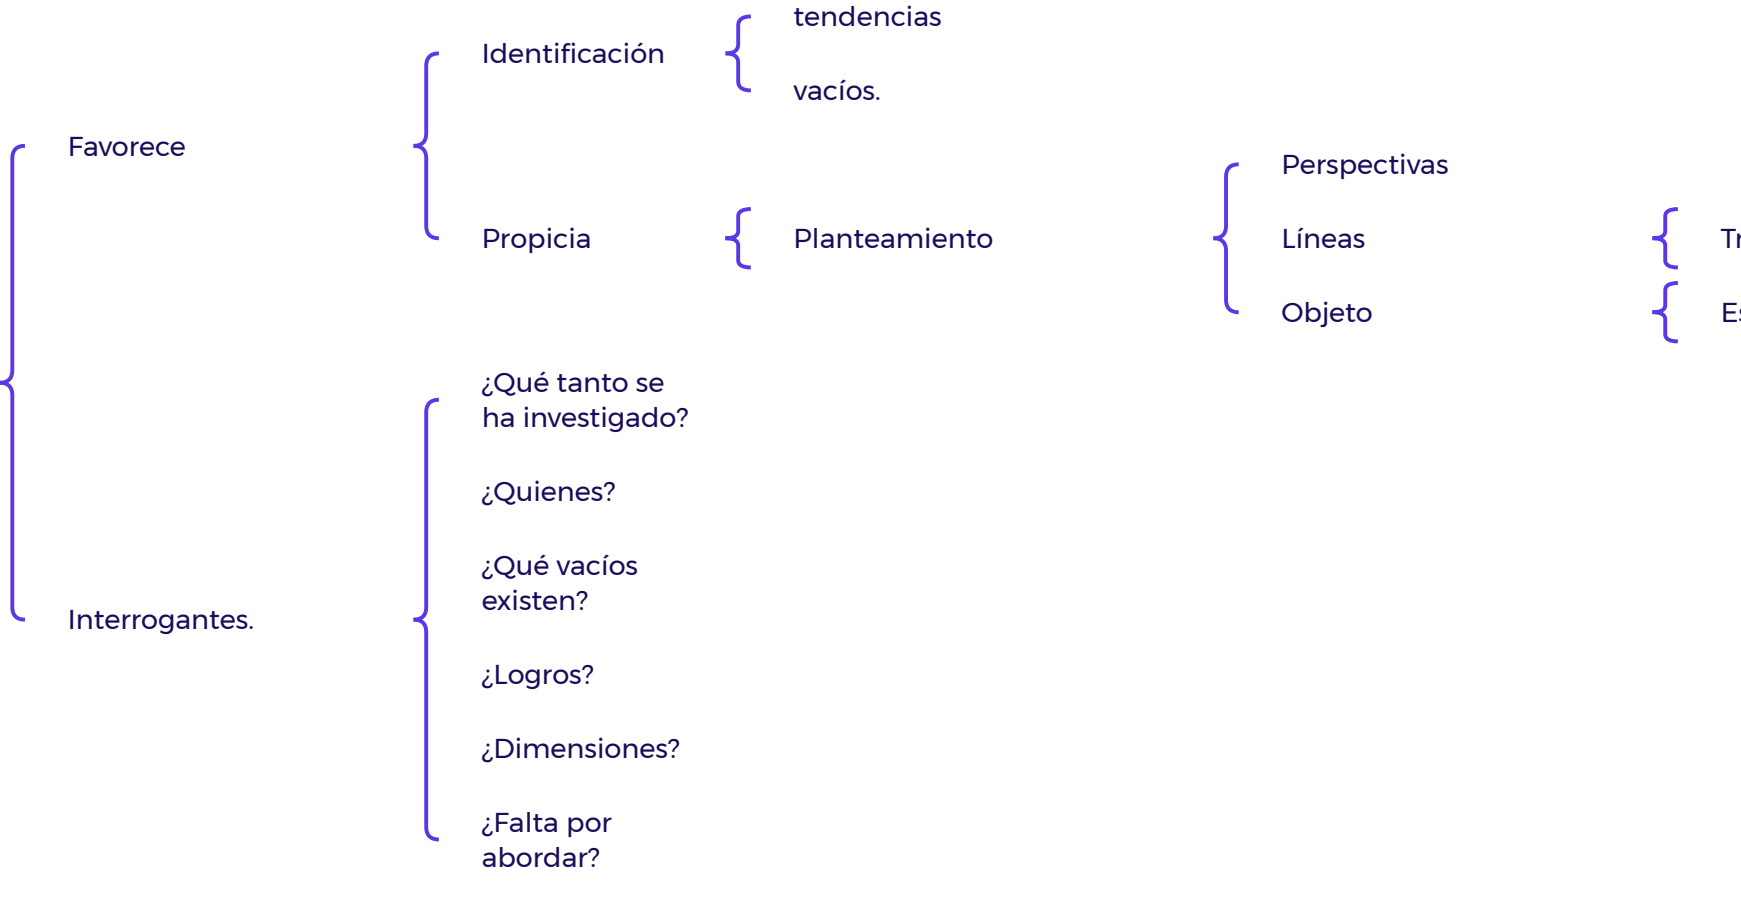 tendencias
Identificación
vacíos.
Favorece
Perspectivas
Propicia
Planteamiento
Líneas
Objeto
¿Qué tanto se
ha investigado?
¿Quienes?
¿Qué vacíos
existen?
Interrogantes.
¿Logros?
¿Dimensiones?
¿Falta por
abordar?